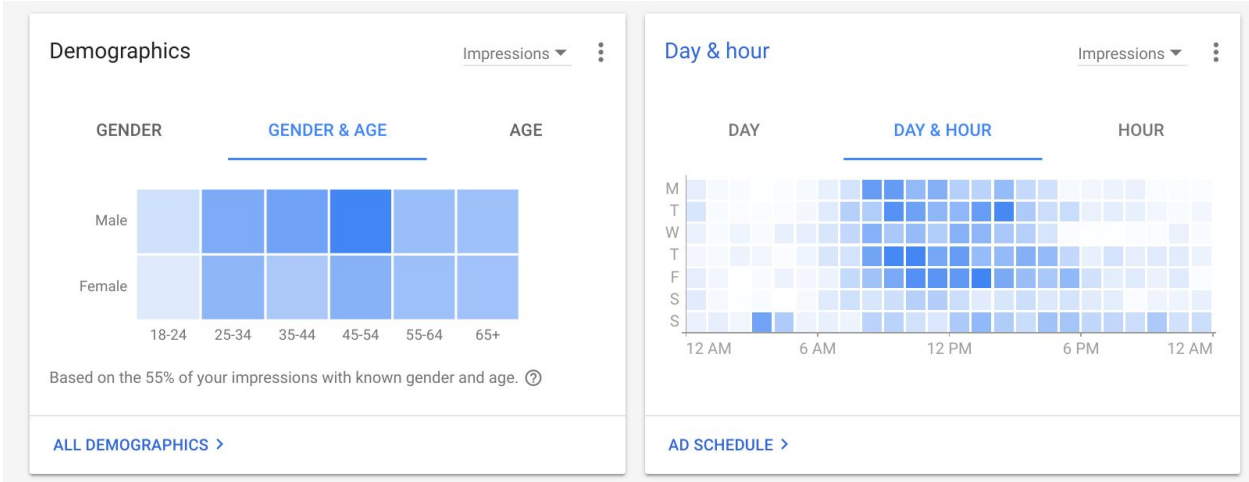 Demographics
Impressions
GENDER
GENDER & AGE
AGE
Male
Female
18-24 25-34 35-44 45-54 55-64 65+
Based on the 55% of your impressions with known gender and age. ?
ALL DEMOGRAPHICS >
Day & hour
Impressions
DAY
DAY & HOUR
HOUR
M
T
W
T
F
S
S
12 AM 6 AM 12 PM 6 PM 12 AM
AD SCHEDULE >